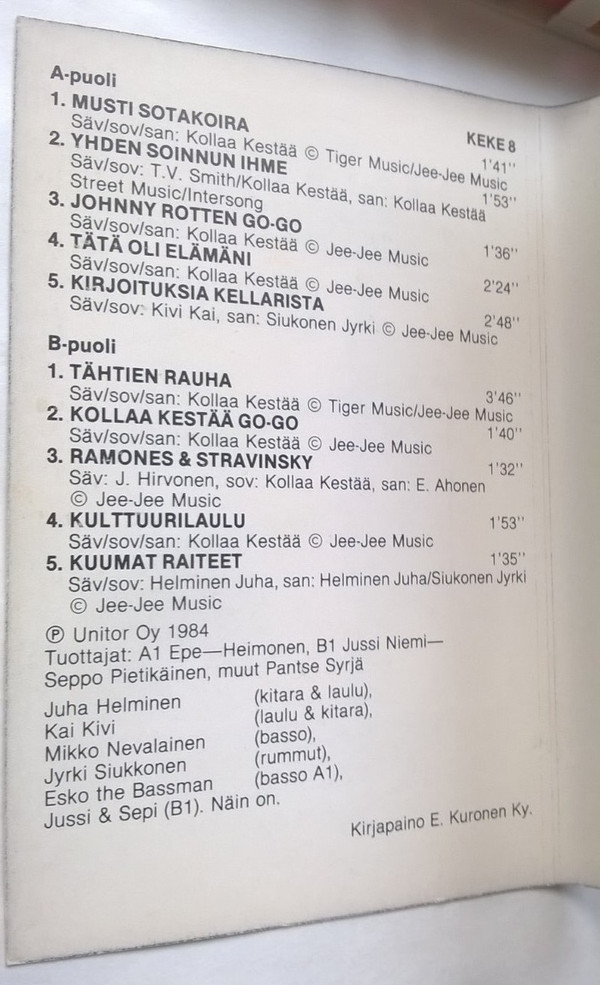 A-puoli
KEKE 8
1. MUSTI SOTAKOIRA 1'41''
Säv/sov/san: Kollaa Kestää © Tiger Music/Jee-Jee Music
2. YHDEN SOINNUN IHME 1'53''
Säv/sov: T.V. Smith/Kollaa Kestää, san: Kollaa Kestää
Street Music/Intersong
3. JOHNNY ROTTEN GO-GO 1'36''
Säv/sov/san: Kollaa Kestää © Jee-Jee Music
4. TÄTÄ OLI ELÄMÄNI 2'24''
Säv/sov/san: Kollaa Kestää © Jee-Jee Music
5. KIRJOITUKSIA KELLARISTA 2'48''
Säv/sov: Kivi Kai, san: Siukonen Jyrki © Jee-Jee Music
B-puoli
1. TÄHTIEN RAUHA 3'46''
Säv/sov/san: Kollaa Kestää © Tiger Music/Jee-Jee Music
2. KOLLAA KESTÄÄ GO-GO 1'40''
Säv/sov/san: Kollaa Kestää © Jee-Jee Music
3. RAMONES & STRAVINSKY 1'32''
Säv: J. Hirvonen, sov: Kollaa Kestää, san: E. Ahonen
© Jee-Jee Music
4. KULTTUURILAULU 1'53''
Säv/sov/san: Kollaa Kestää © Jee-Jee Music
5. KUUMAT RAITEET 1'35''
Säv/sov: Helminen Juha, san: Helminen Juha/Siukonen Jyrki
© Jee-Jee Music
℗ Unitor Oy 1984
Tuottajat: A1 Epe—Heimonen, B1 Jussi Niemi—
Seppo Pietikäinen, muut Pantse Syrjä
Juha Helminen (kitara & laulu),
Kai Kivi (laulu & kitara),
Mikko Nevalainen (basso),
Jyrki Siukkonen (rummut),
Esko the Bassman (basso A1),
Jussi & Sepi (B1). Näin on.
Kirjapaino E. Kuronen Ky.